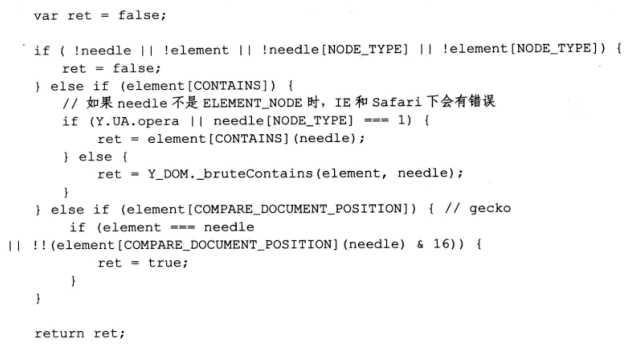 var ret = false;
if ( !needle || !element || !needle[NODE_TYPE] || !element[NODE_TYPE]) {
ret = false;
} else if (element[CONTAINS]) {
// 如果 needle 不是 ELEMENT_NODE 时，IE 和 Safari 下会有错误
if (Y.UA.opera || needle[NODE_TYPE] === 1) {
ret = element[CONTAINS](needle);
} else {
ret = Y_DOM._bruteContains(element, needle);
}
} else if (element[COMPARE_DOCUMENT_POSITION]) { // gecko
if (element === needle
|| !!(element[COMPARE_DOCUMENT_POSITION](needle) & 16)) {
ret = true;
}
}
return ret;